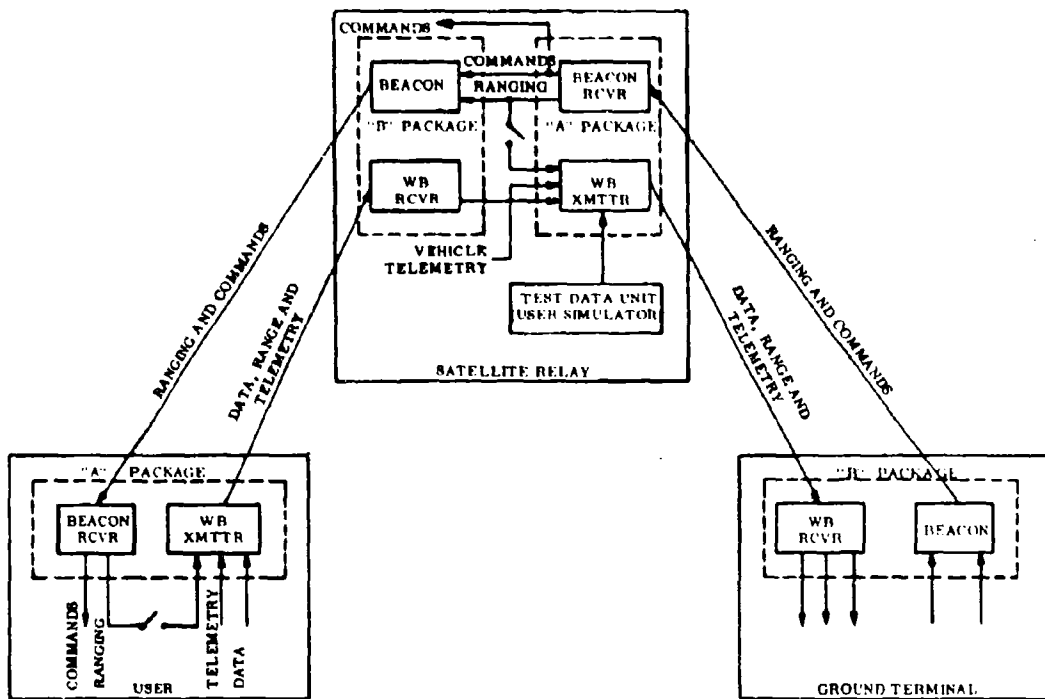 COMMANDS
COMMANDS
BEACON
RANGING
BEACON
RCVR
"B" PACKAGE
"A" PACKAGE
WB
RCVR
WB
XMTTR
VEHICLE
TELEMETRY
TEST DATA UNIT
USER SIMULATOR
SATELLITE RELAY
RANGING AND COMMANDS
DATA, RANGE AND
TELEMETRY
DATA, RANGE AND
TELEMETRY
RANGING AND COMMANDS
"A" PACKAGE
BEACON
RCVR
WB
XMTTR
COMMANDS
RANGING
TELEMETRY
DATA
USER
"B" PACKAGE
WB
RCVR
BEACON
GROUND TERMINAL